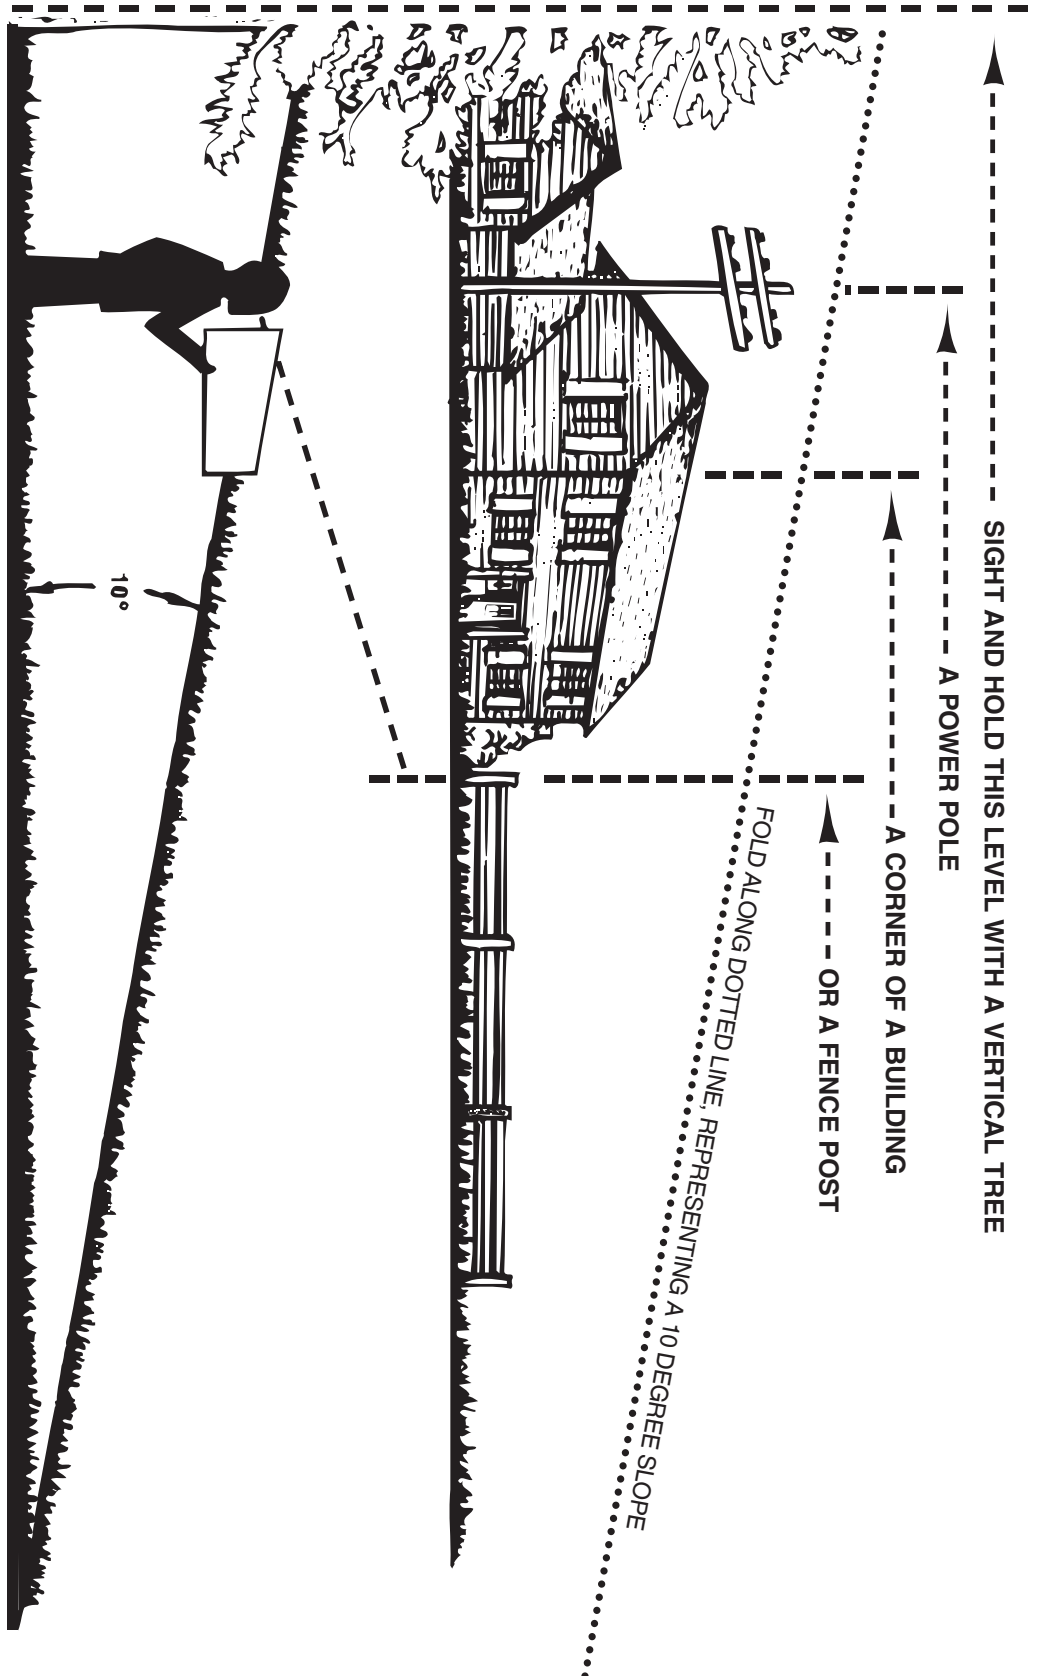 SIGHT AND HOLD THIS LEVEL WITH A VERTICAL TREE
A POWER POLE
A CORNER OF A BUILDING
OR A FENCE POST
FOLD ALONG DOTTED LINE, REPRESENTING A 10 DEGREE SLOPE
10°